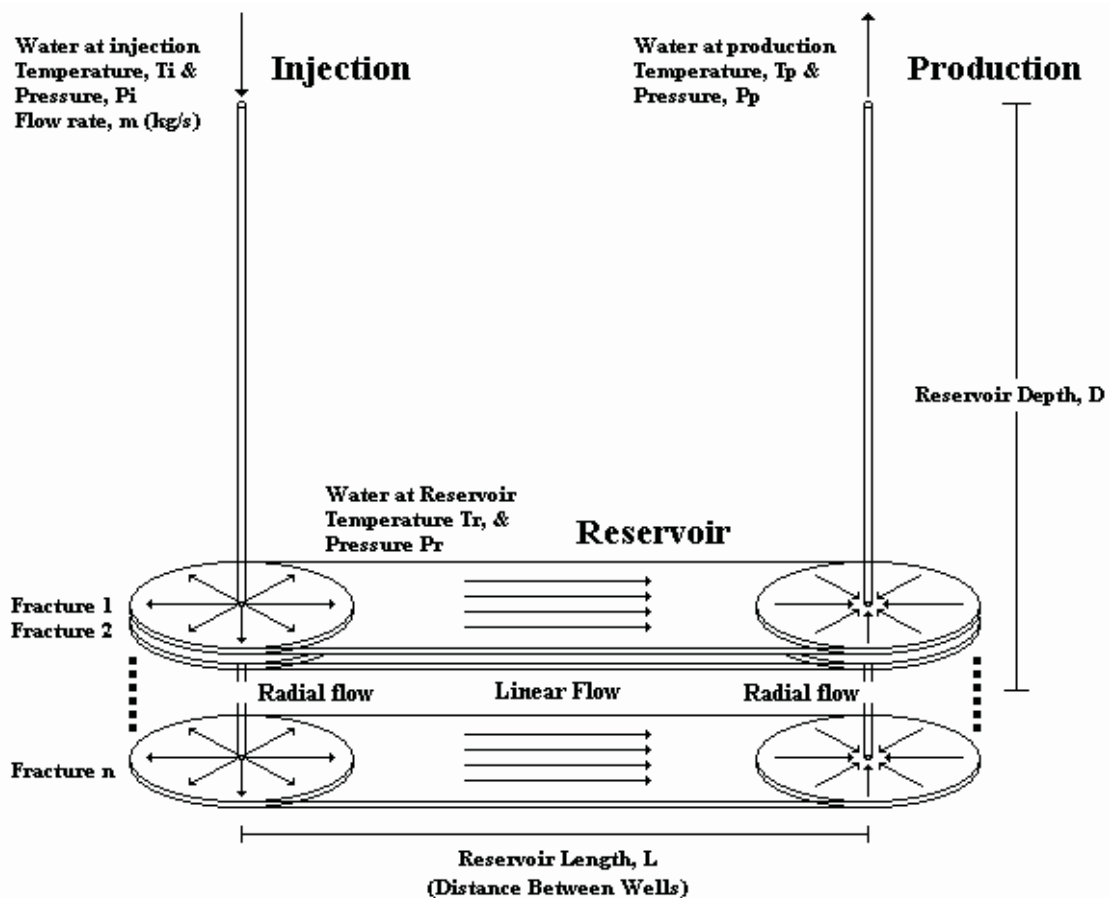 Water at injection
Temperature, Ti &
Pressure, Pi
Flow rate, m (kg/s)
Injection
Water at production
Temperature, Tp &
Pressure, Pp
Production
Reservoir Depth, D
Water at Reservoir
Temperature Tr, &
Pressure Pr
Reservoir
Fracture 1
Fracture 2
Radial flow
Linear Flow
Radial flow
Fracture n
Reservoir Length, L
(Distance Between Wells)